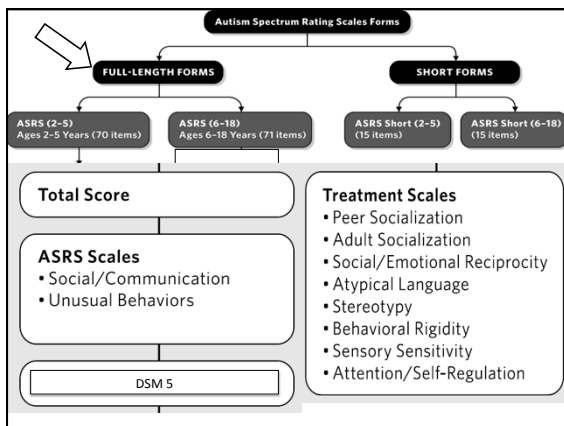 Autism Spectrum Rating Scales Forms
FULL-LENGTH FORMS
SHORT FORMS
ASRS (2–5)
Ages 2–5 Years (70 items)
ASRS (6–18)
Ages 6–18 Years (71 items)
ASRS Short (2–5)
(15 items)
ASRS Short (6–18)
(15 items)
Total Score
ASRS Scales
• Social/Communication
• Unusual Behaviors
DSM 5
Treatment Scales
• Peer Socialization
• Adult Socialization
• Social/Emotional Reciprocity
• Atypical Language
• Stereotypy
• Behavioral Rigidity
• Sensory Sensitivity
• Attention/Self-Regulation